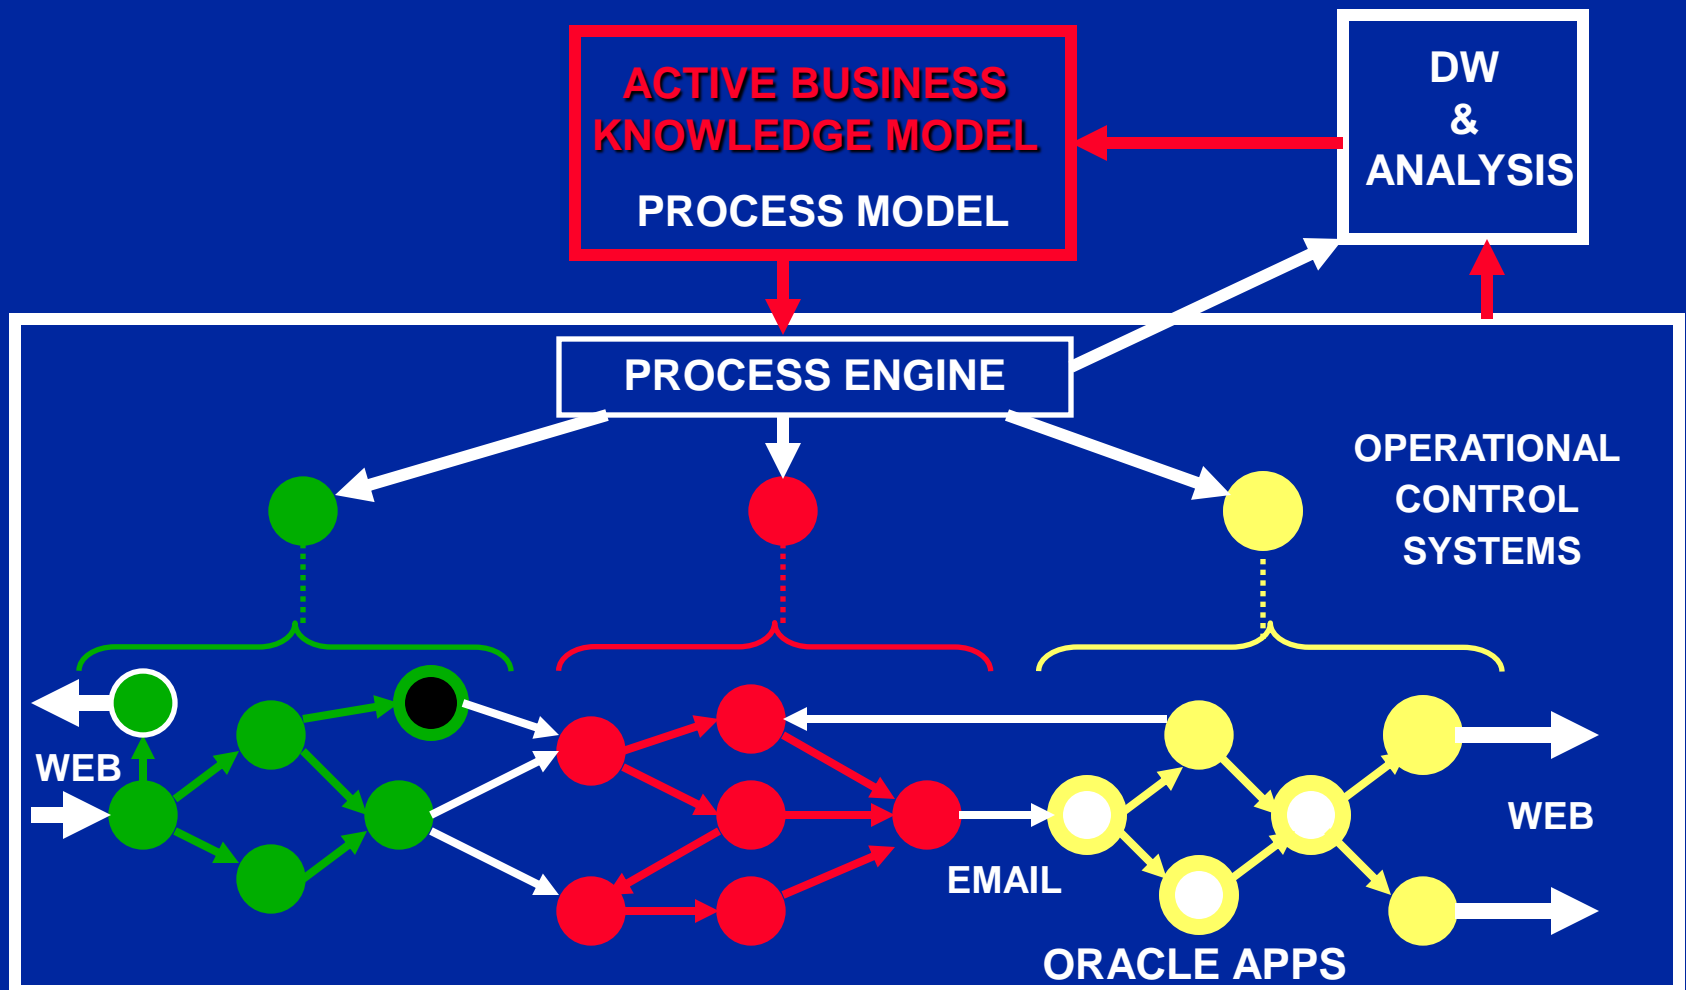 ACTIVE BUSINESS
KNOWLEDGE MODEL
PROCESS MODEL
DW
&
ANALYSIS
PROCESS ENGINE
OPERATIONAL
CONTROL
SYSTEMS
WEB
WEB
EMAIL
ORACLE APPS